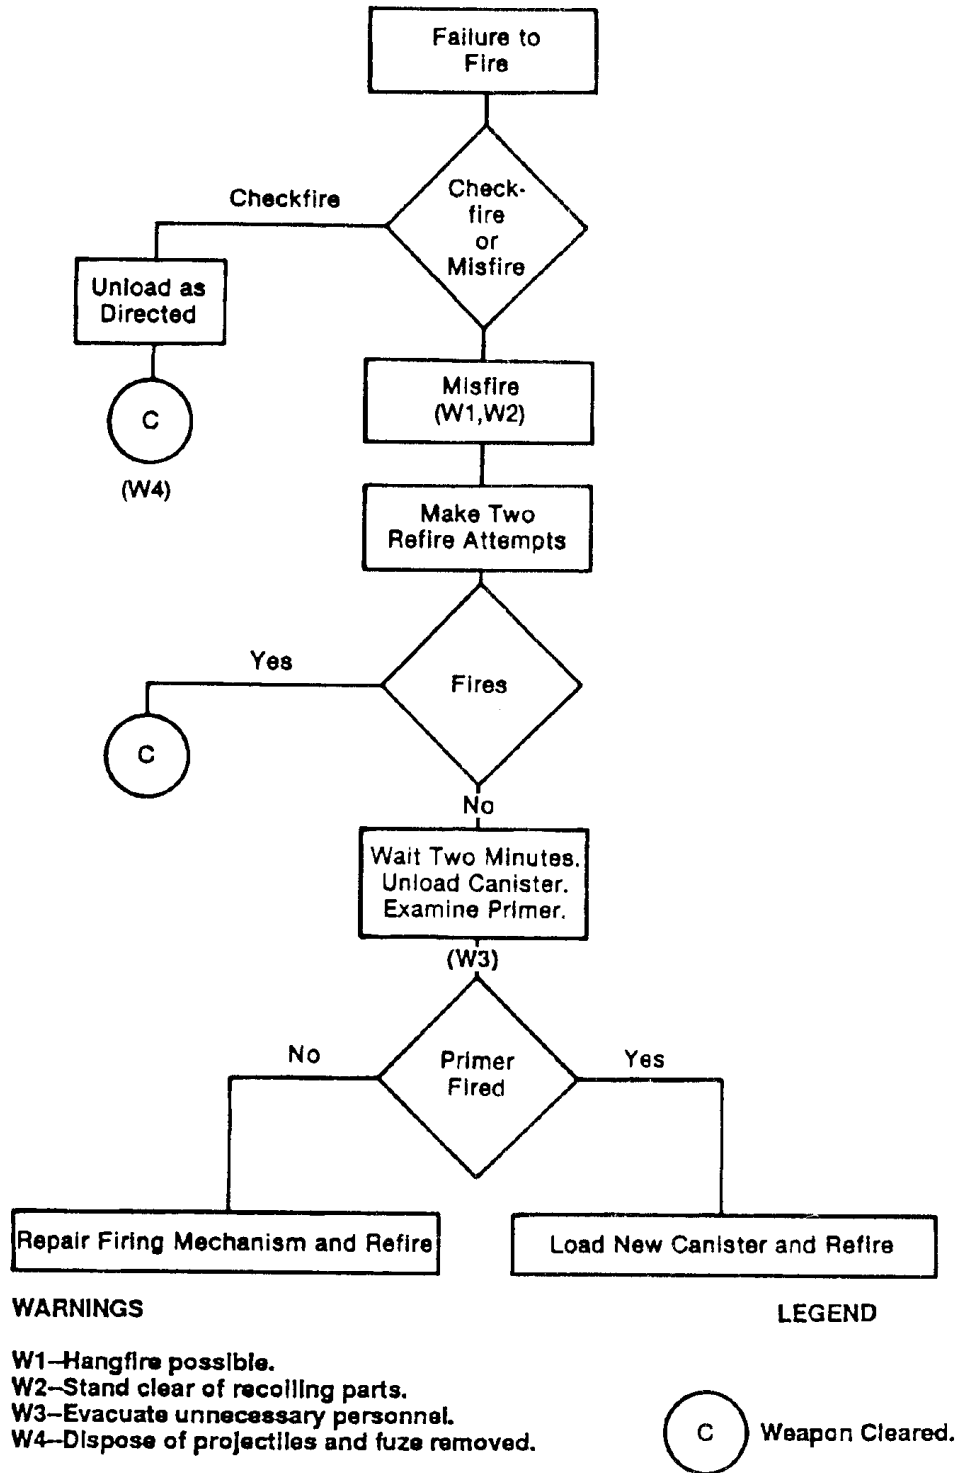 Failure to
Fire
Checkfire
Check-
fire
or
Misfire
Unload as
Directed
C
(W4)
Misfire
(W1,W2)
Make Two
Refire Attempts
Yes
Fires
C
No
Wait Two Minutes.
Unload Canister.
Examine Primer.
(W3)
No
Primer
Fired
Yes
Repair Firing Mechanism and Refire
Load New Canister and Refire
WARNINGS
LEGEND
W1–Hangfire possible.
W2–Stand clear of recoiling parts.
W3–Evacuate unnecessary personnel.
W4–Dispose of projectiles and fuze removed.
C Weapon Cleared.